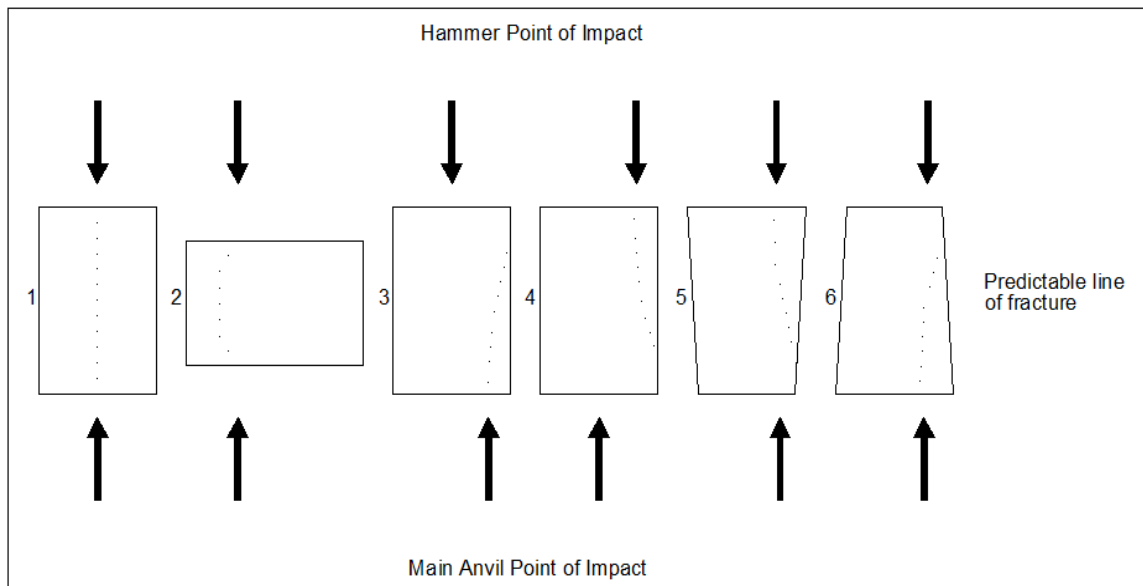 Hammer Point of Impact
1
2
3
4
5
6
Predictable line
of fracture
Main Anvil Point of Impact